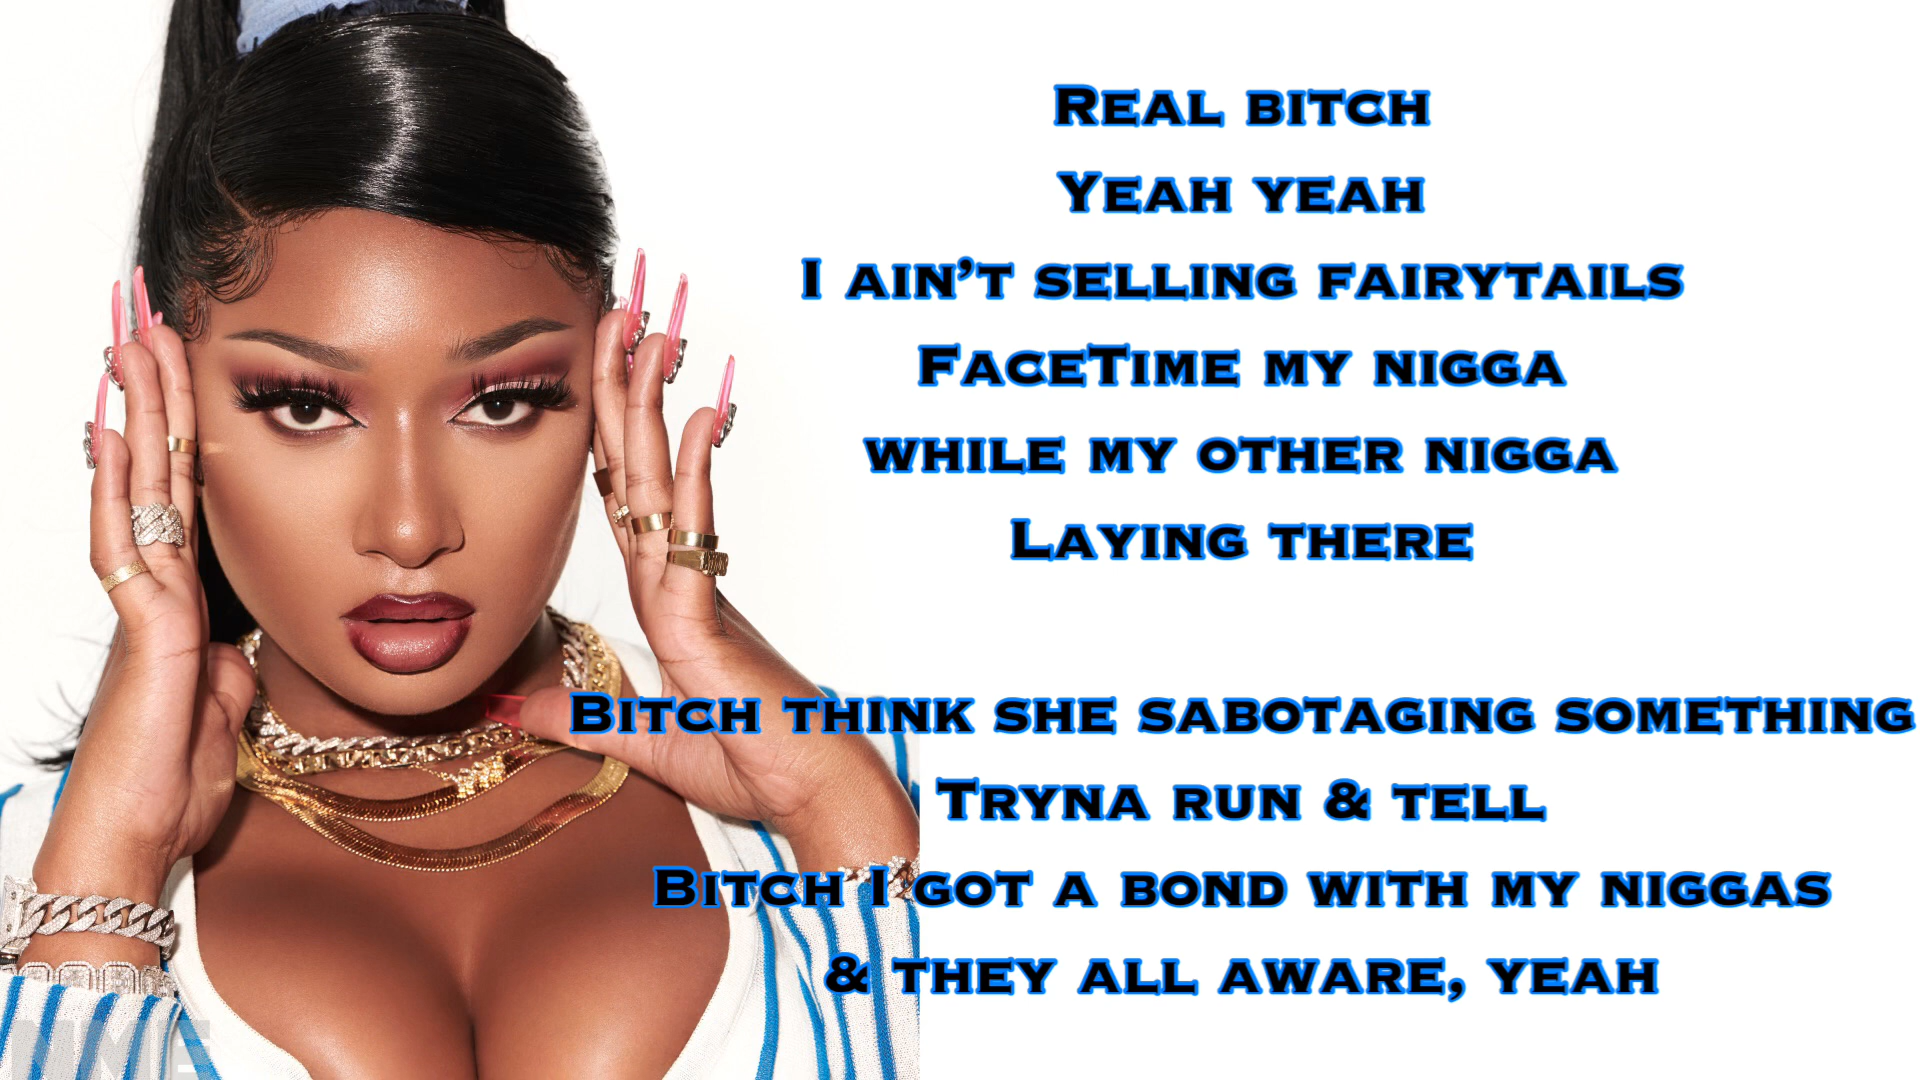 Real bitch
Yeah yeah
I ain't selling fairytails
FaceTime my nigga
while my other nigga
Laying there
Bitch think she sabotaging something
Tryna run & tell
Bitch I got a bond with my niggas
& they all aware, yeah
NME